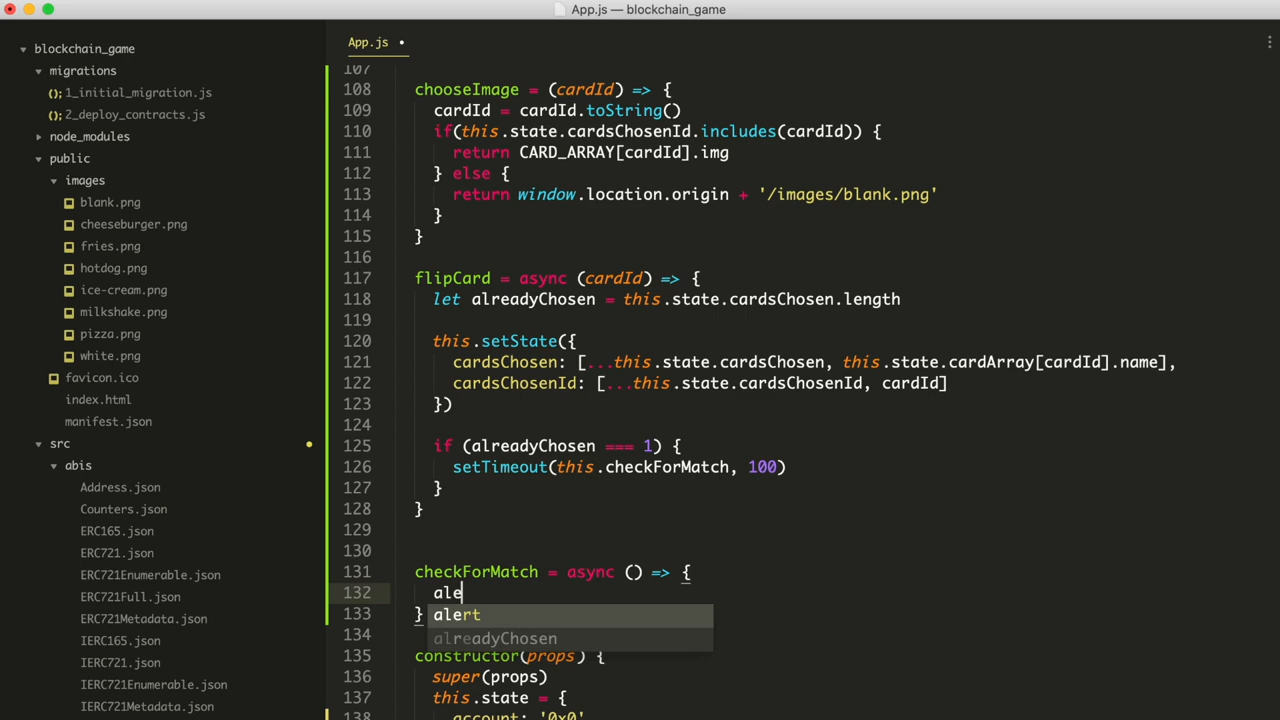 App.js — blockchain_game
blockchain_game
migrations
1_initial_migration.js
2_deploy_contracts.js
node_modules
public
images
blank.png
cheeseburger.png
fries.png
hotdog.png
ice-cream.png
milkshake.png
pizza.png
white.png
favicon.ico
index.html
manifest.json
src
abis
Address.json
Counters.json
ERC165.json
ERC721.json
ERC721Enumerable.json
ERC721Full.json
ERC721Metadata.json
IERC165.json
IERC721.json
IERC721Enumerable.json
IERC721Metadata.json
App.js
107
108 chooseImage = (cardId) => {
109 cardId = cardId.toString()
110 if(this.state.cardsChosenId.includes(cardId)) {
111 return CARD_ARRAY[cardId].img
112 } else {
113 return window.location.origin + '/images/blank.png'
114 }
115 }
116
117 flipCard = async (cardId) => {
118 let alreadyChosen = this.state.cardsChosen.length
119
120 this.setState({
121 cardsChosen: [...this.state.cardsChosen, this.state.cardArray[cardId].name],
122 cardsChosenId: [...this.state.cardsChosenId, cardId]
123 })
124
125 if (alreadyChosen === 1) {
126 setTimeout(this.checkForMatch, 100)
127 }
128 }
129
130
131 checkForMatch = async () => {
132 ale
133 }
alert
alreadyChosen
134
135 constructor(props) {
136 super(props)
137 this.state = {
138 account: '0x0'